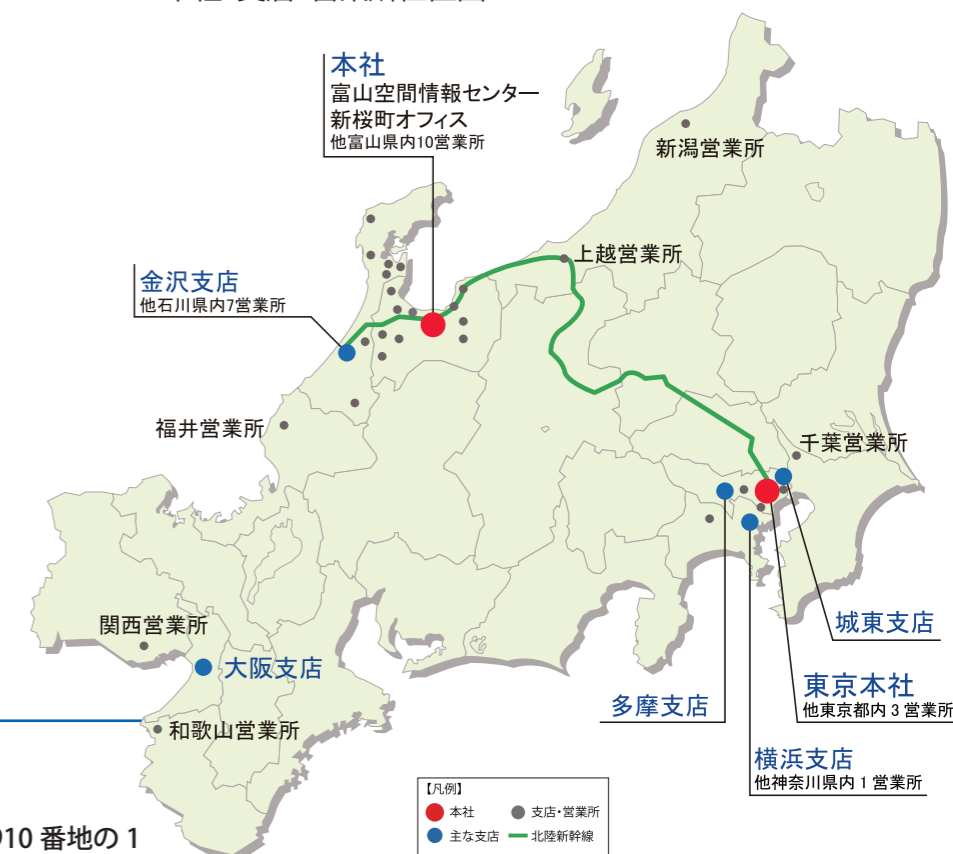 本社
富山空間情報センター
新桜町オフィス
他富山県内10営業所
新潟営業所
上越営業所
金沢支店
他石川県内7営業所
福井営業所
千葉営業所
関西営業所
大阪支店
和歌山営業所
城東支店
東京本社
他東京都内3営業所
多摩支店
横浜支店
他神奈川県内1営業所
【凡例】
本社
支店・営業所
主な支店
北陸新幹線
910番地の1